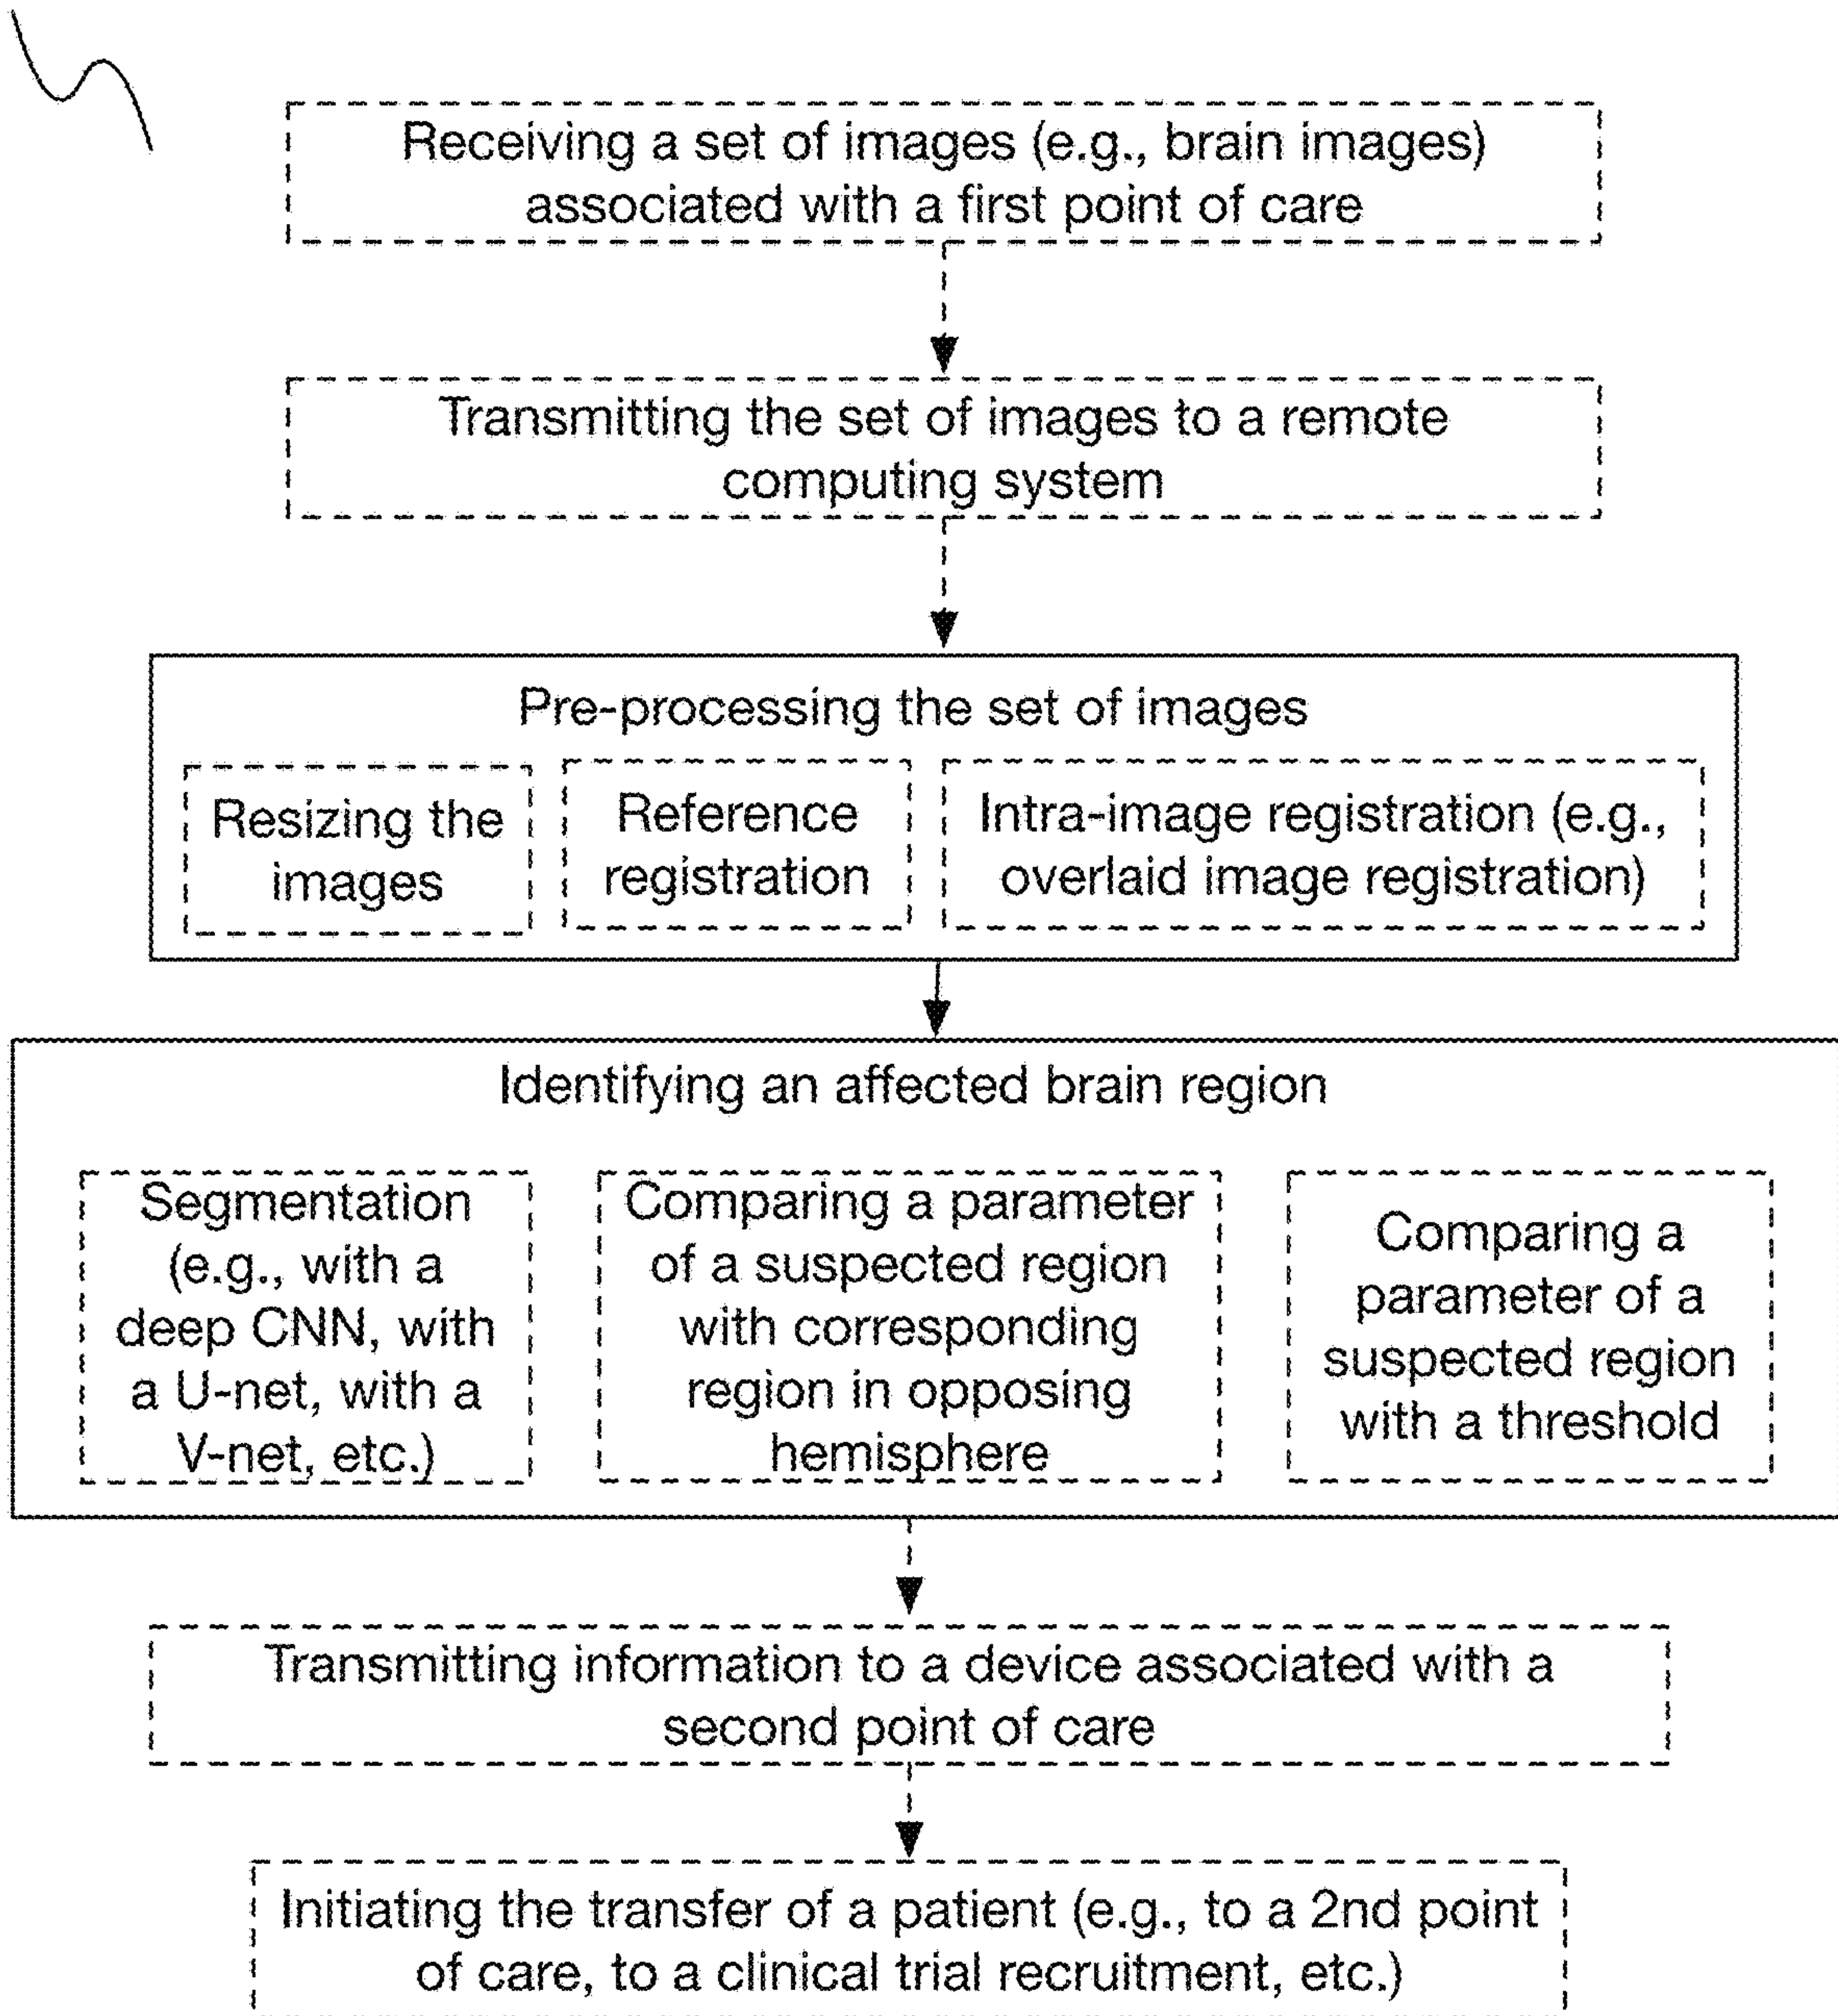 Receiving a set of images (e.g., brain images)
associated with a first point of care
Transmitting the set of images to a remote
computing system
Pre-processing the set of images
Resizing the
images
Reference
registration
Intra-image registration (e.g.,
overlaid image registration)
Identifying an affected brain region
Segmentation
(e.g., with a
deep CNN, with
a U-net, with a
V-net, etc.)
Comparing a parameter
of a suspected region
with corresponding
region in opposing
hemisphere
Comparing a
parameter of a
suspected region
with a threshold
Transmitting information to a device associated with a
second point of care
Initiating the transfer of a patient (e.g., to a 2nd point
of care, to a clinical trial recruitment, etc.)